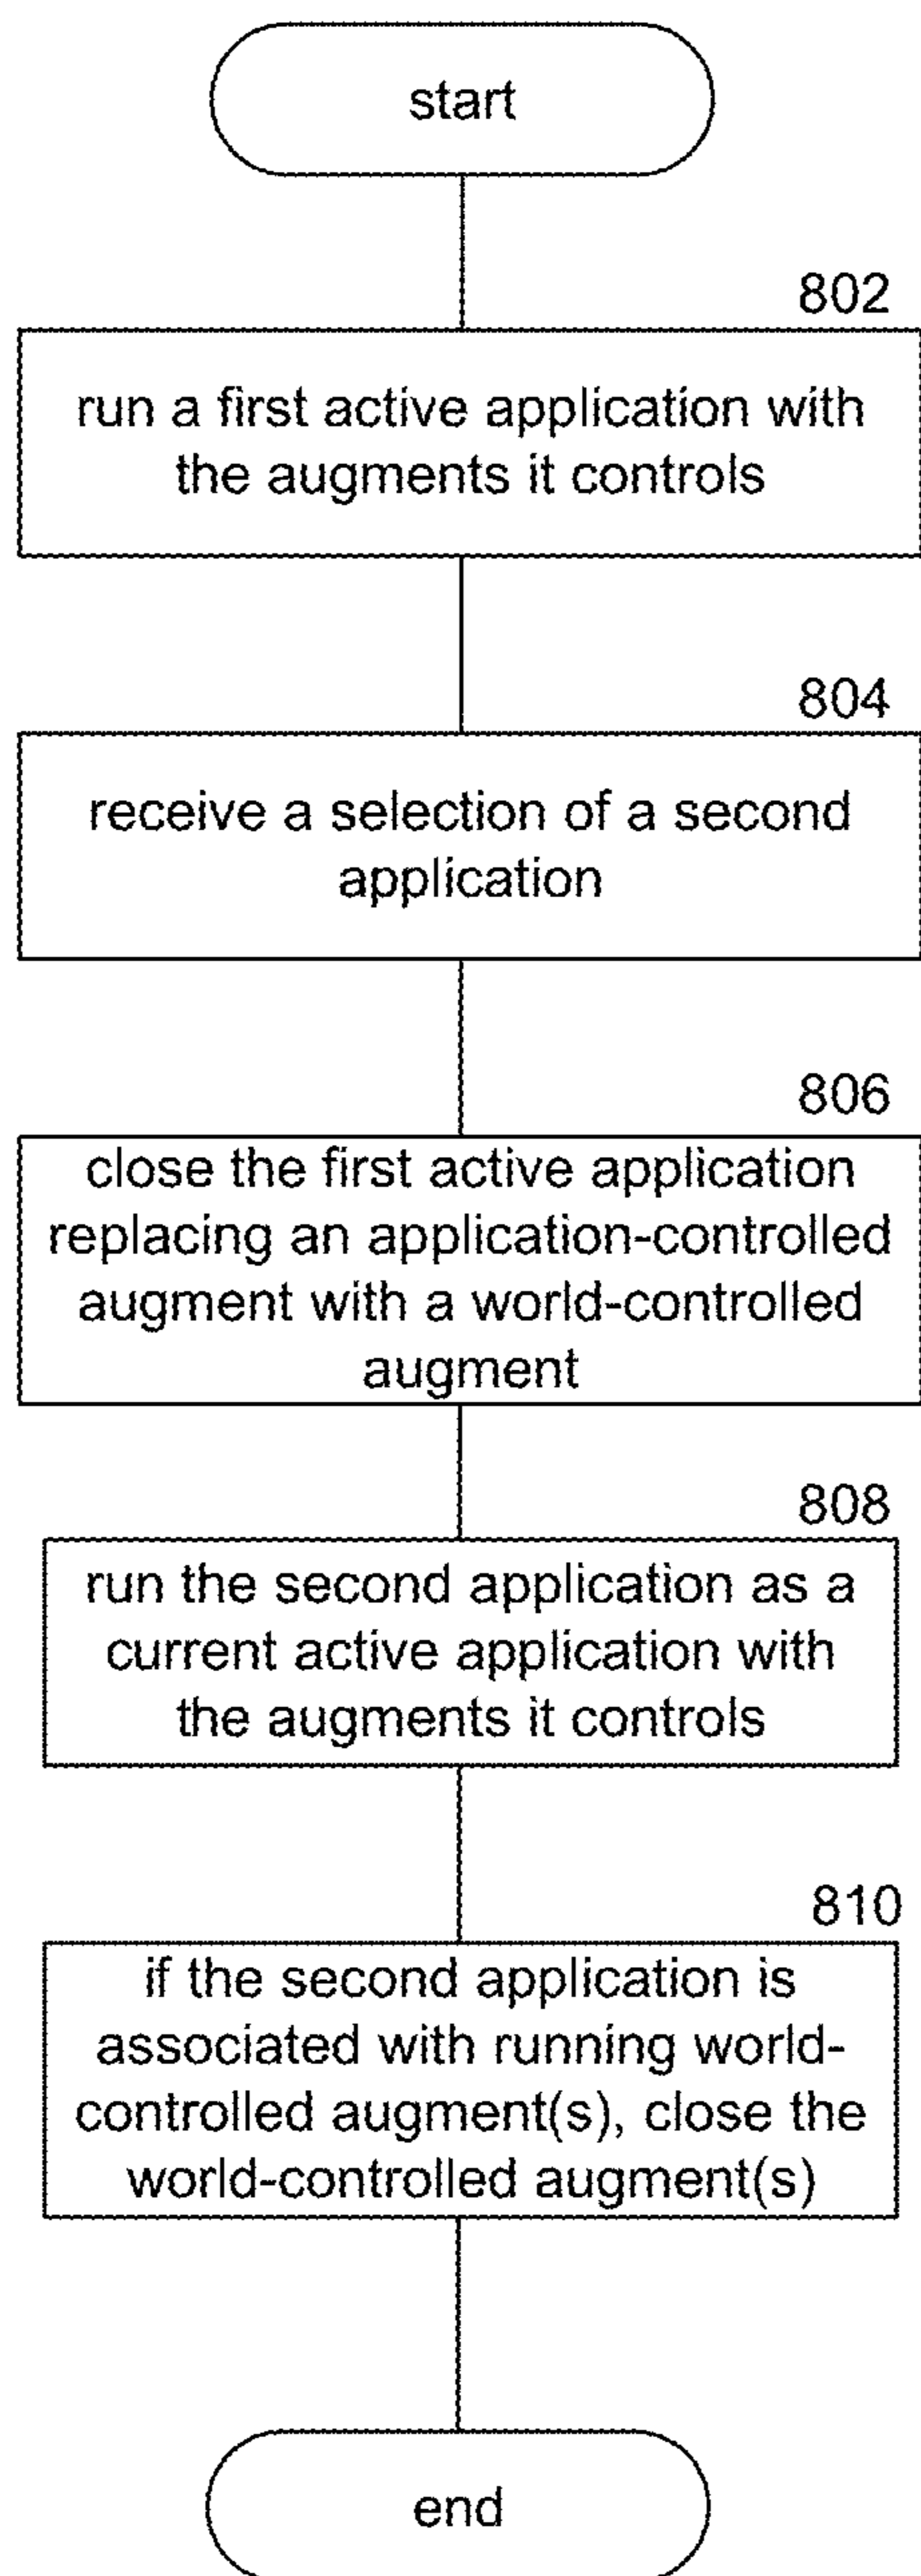 start
802
run a first active application with
the augments it controls
804
receive a selection of a second
application
806
close the first active application
replacing an application-controlled
augment with a world-controlled
augment
808
run the second application as a
current active application with
the augments it controls
810
if the second application is
associated with running world-
controlled augment(s), close the
world-controlled augment(s)
end